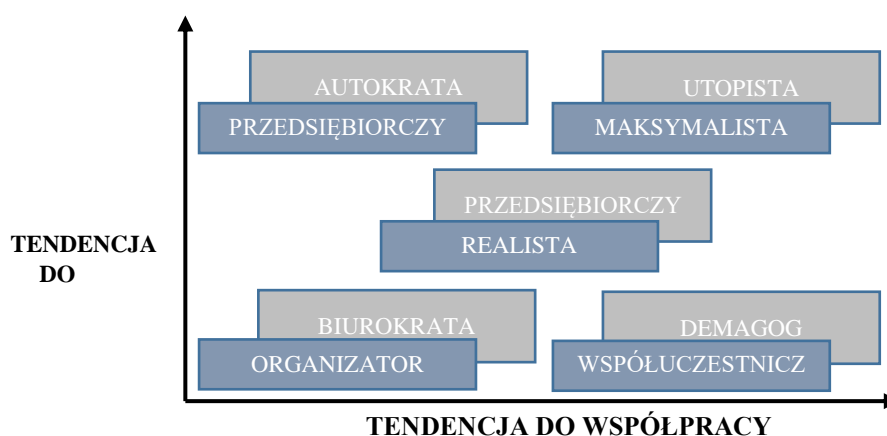 AUTOKRATA
PRZEDSIĘBIORCZY
UTOPISTA
MAKSYMALISTA
PRZEDSIĘBIORCZY
REALISTA
TENDENCJA
DO
BIUROKRATA
ORGANIZATOR
DEMAGOG
WSPÓŁUCZESTNICZ
TENDENCJA DO WSPÓŁPRACY